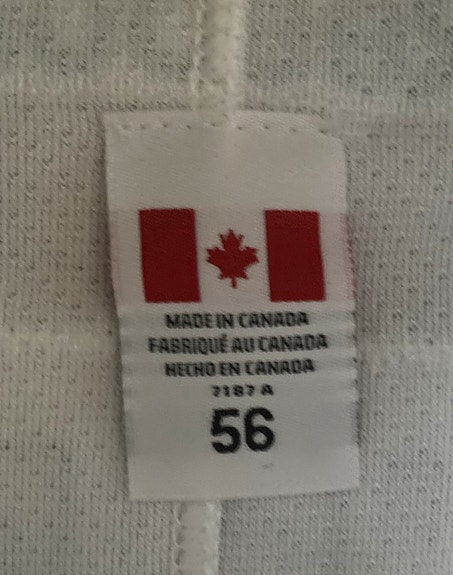 MADE IN CANADA
FABRIQUÉ AU CANADA
HECHO EN CANADA
7187 A
56